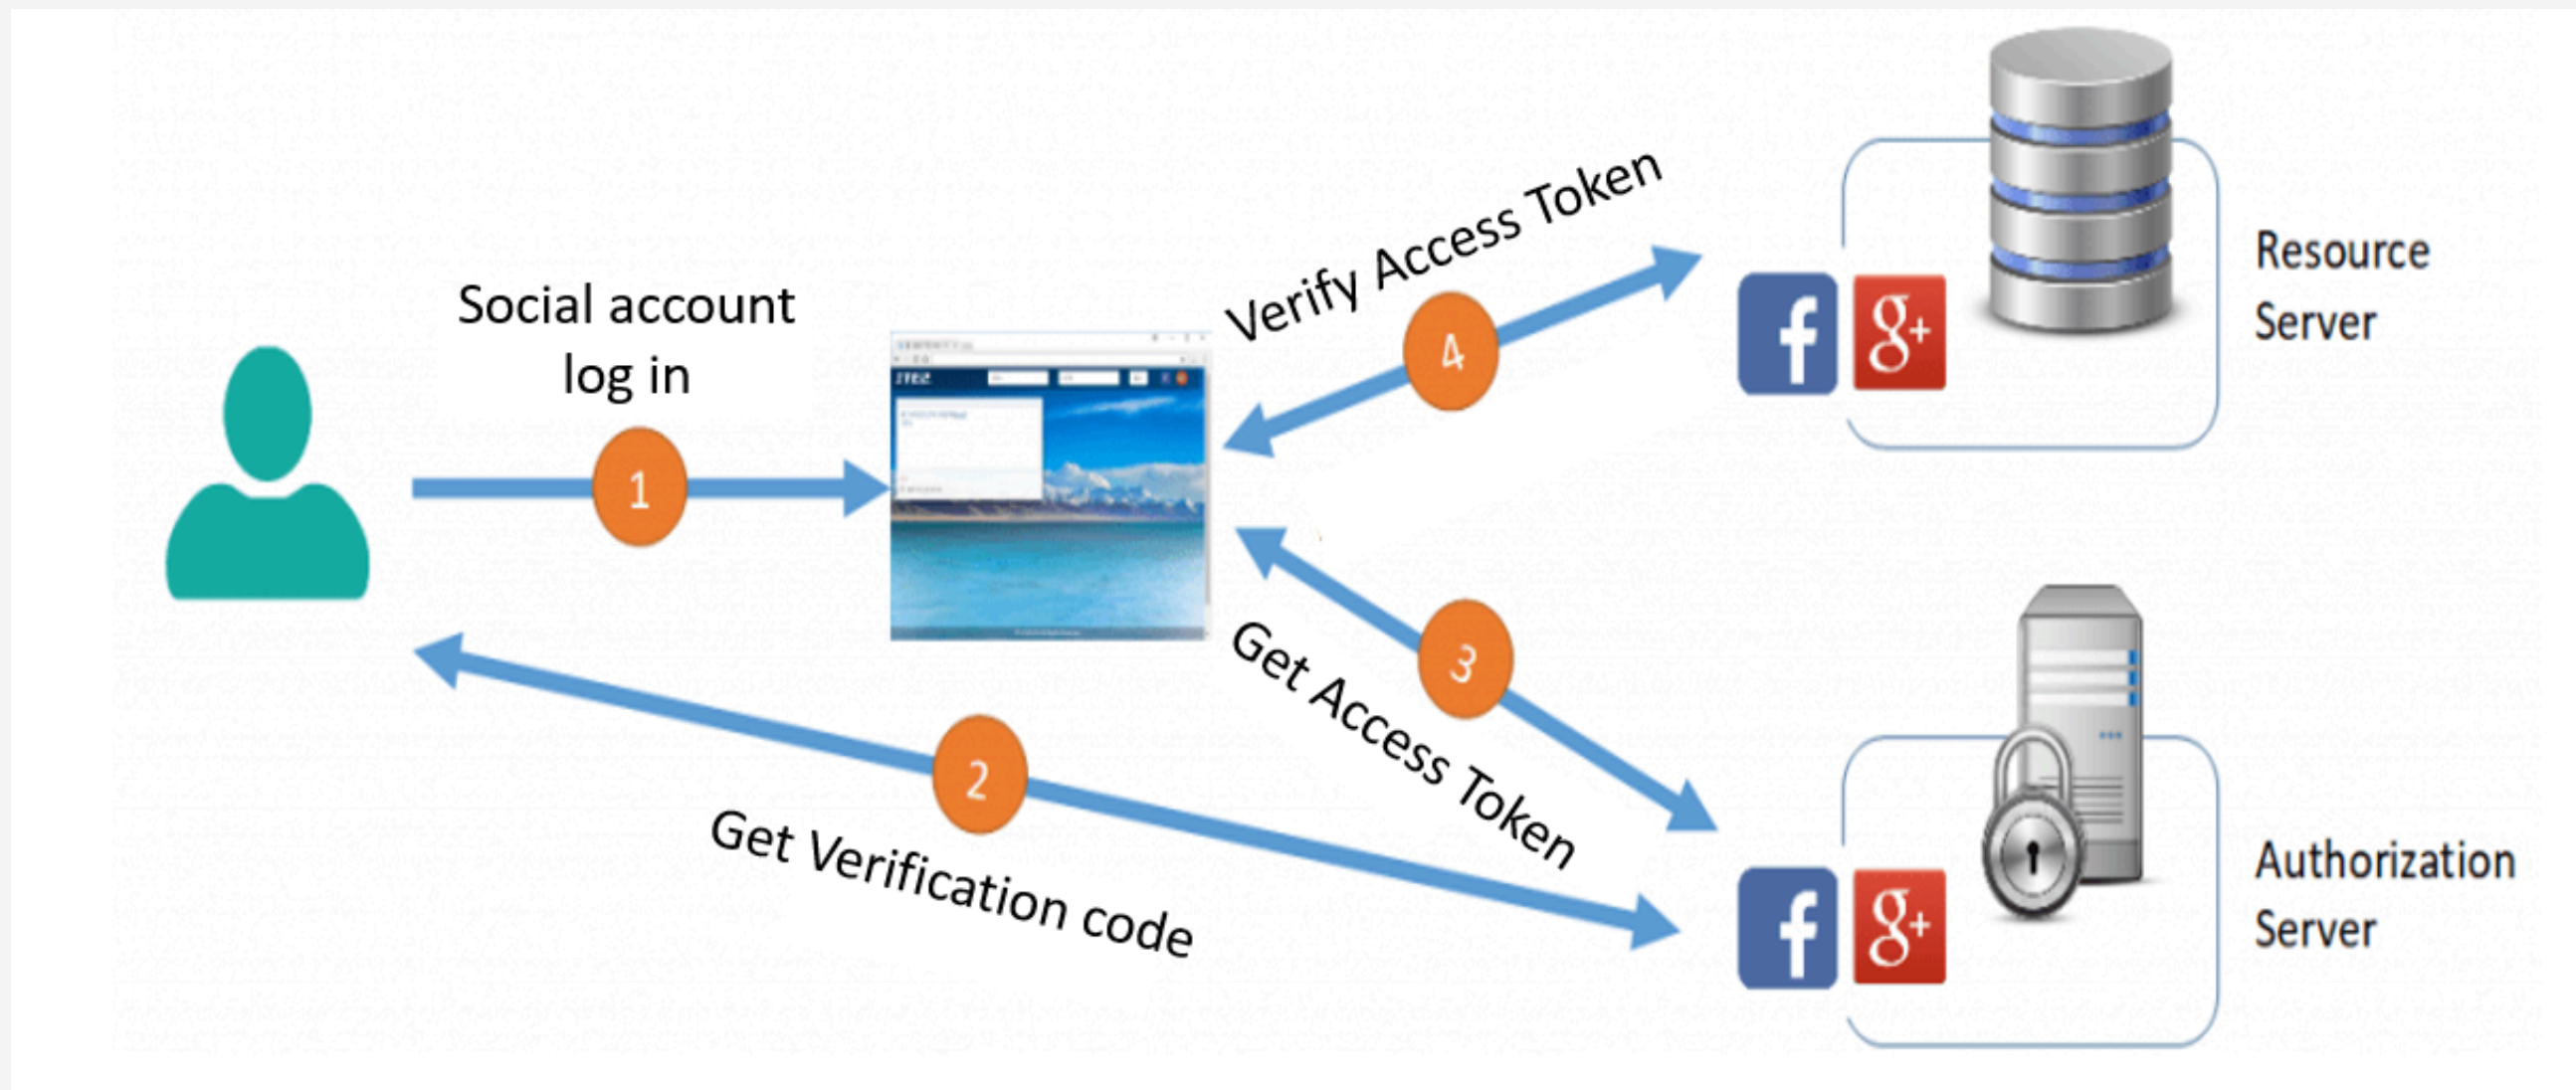 Social account
log in
1
Verify Access Token
4
Resource
Server
f
g+
Get Access Token
3
Get Verification code
2
Authorization
Server
f
g+